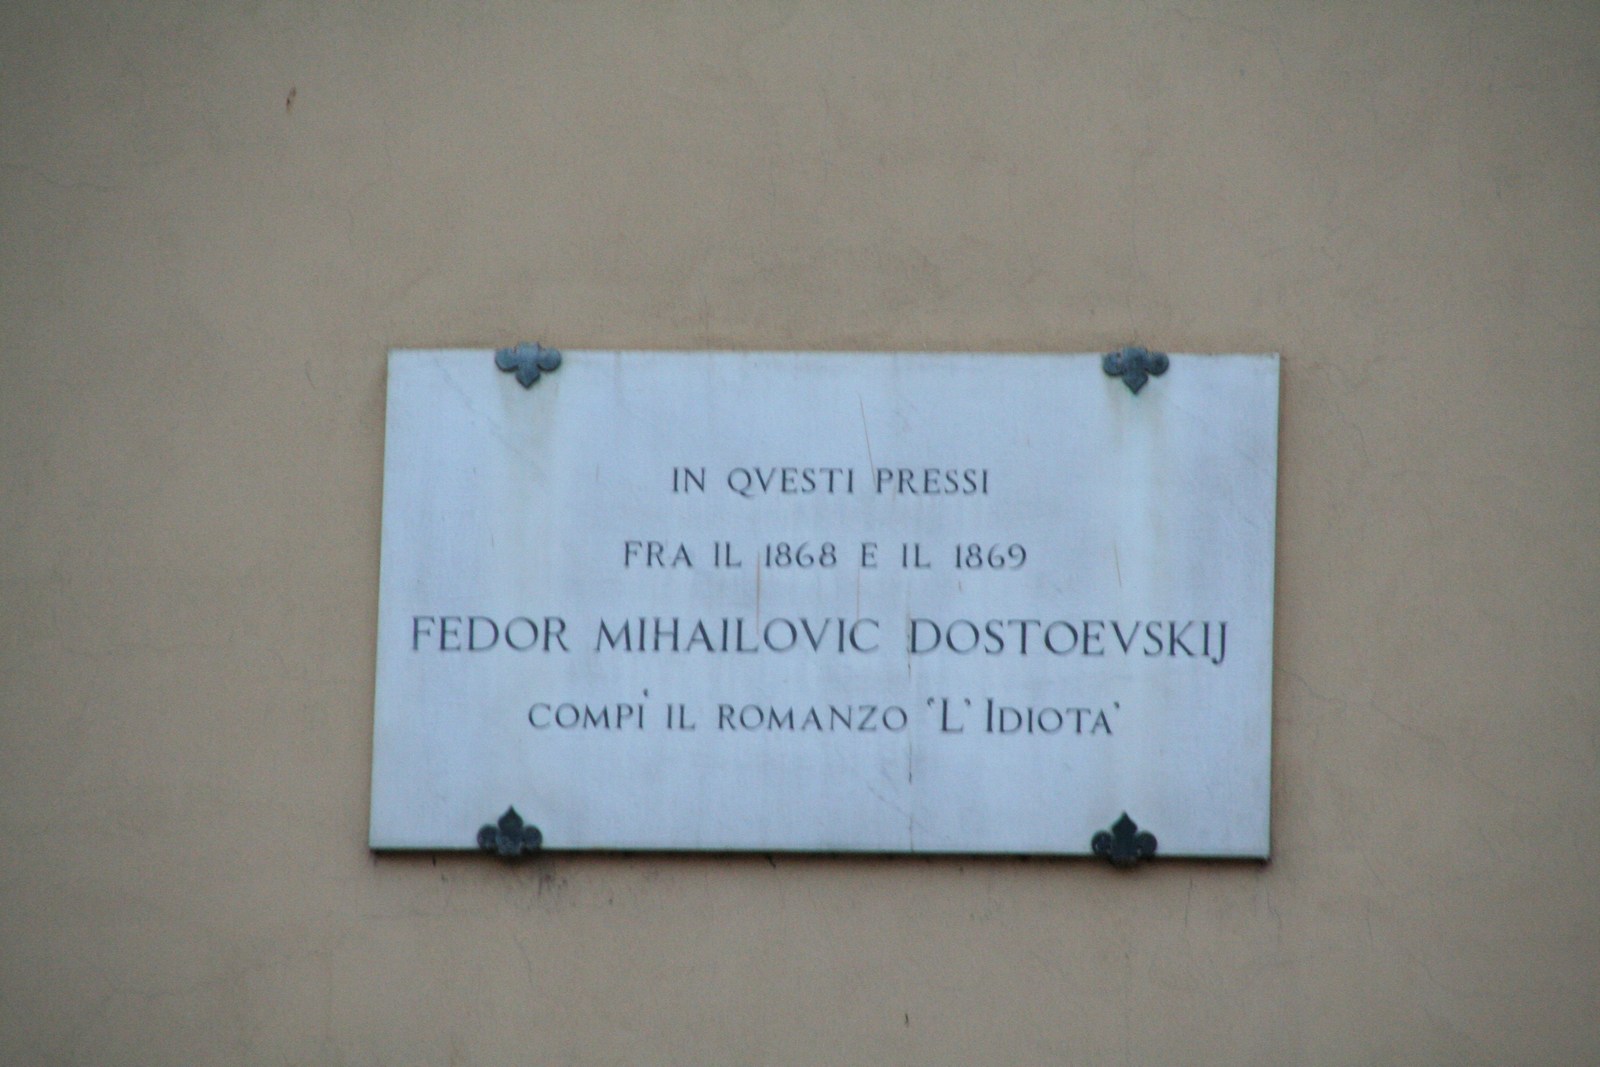 IN QVESTI PRESSI
FRA IL 1868 E IL 1869
FEDOR MIHAILOVIC DOSTOEVSKIJ
COMPÌ IL ROMANZO 'L'IDIOTA'